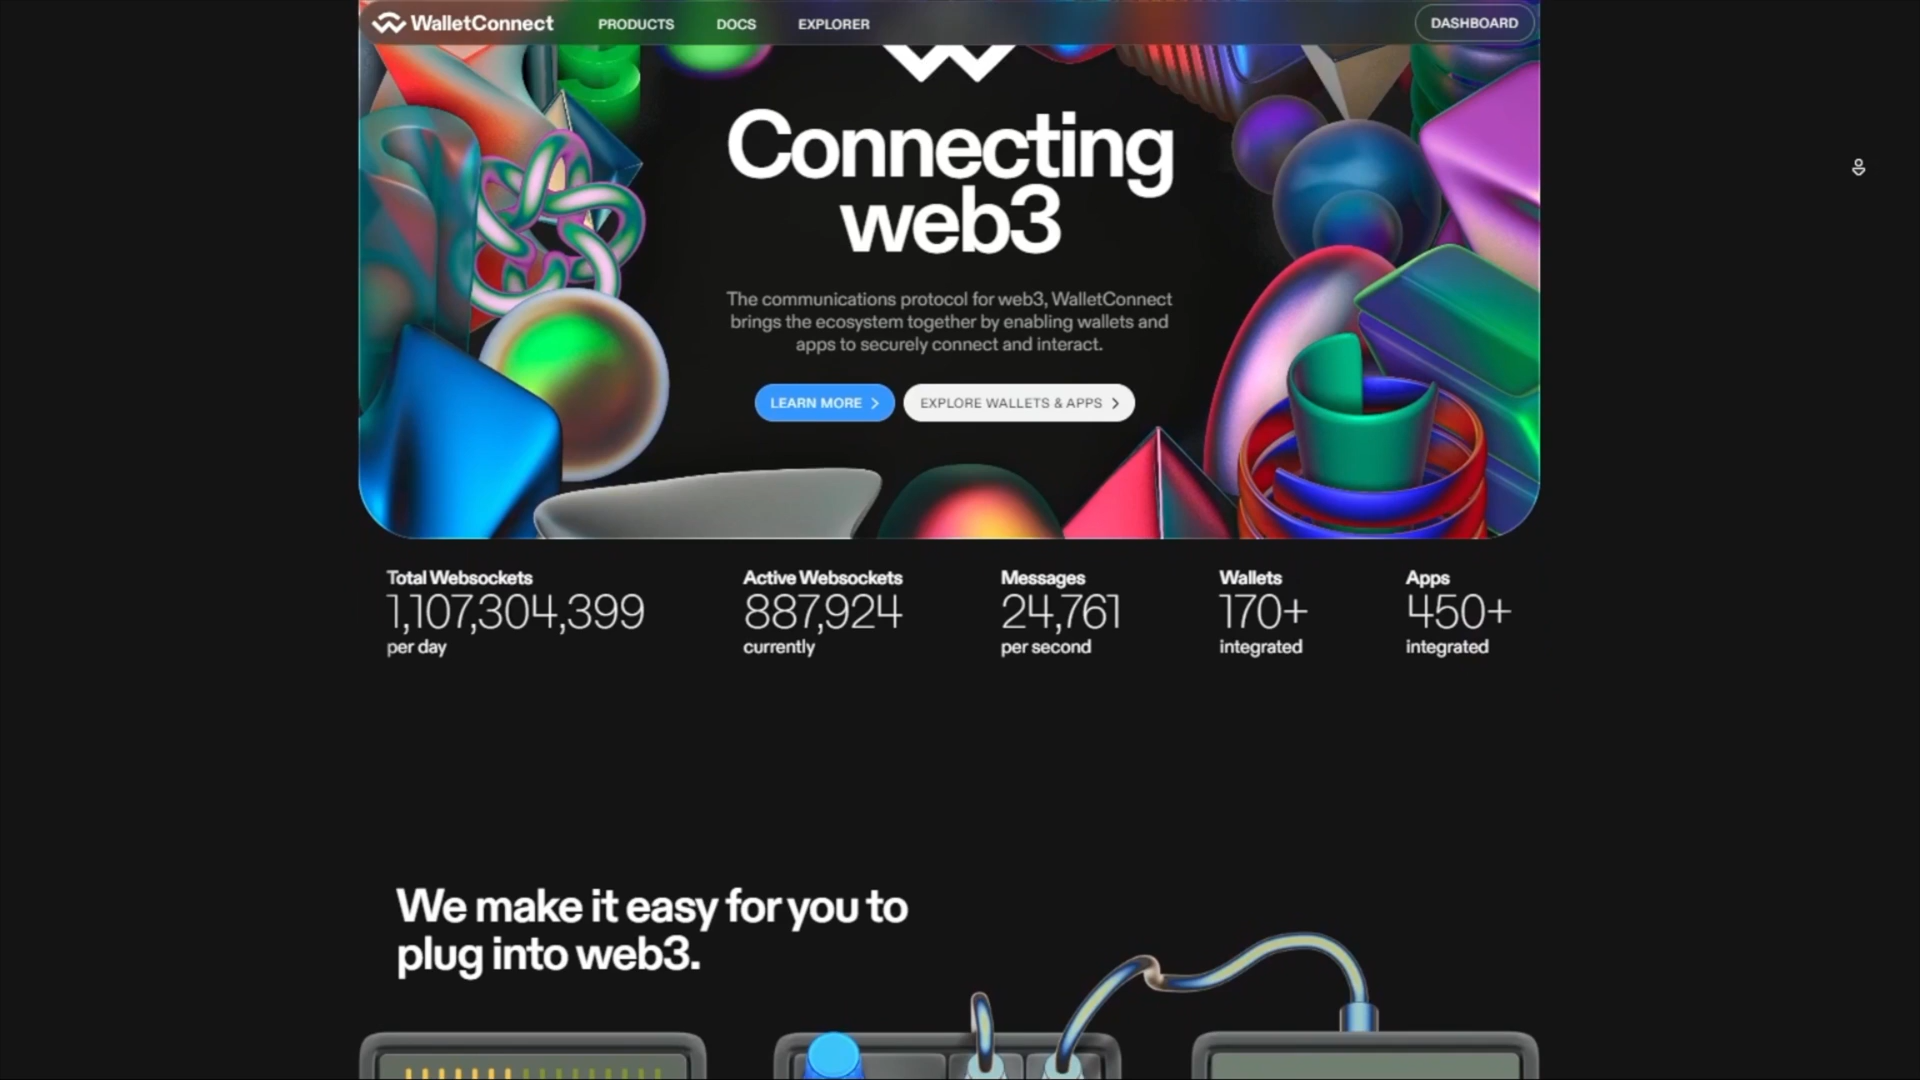 WalletConnect
PRODUCTS
DOCS
EXPLORER
DASHBOARD
Connecting
web3
The communications protocol for web3, WalletConnect
brings the ecosystem together by enabling wallets and
apps to securely connect and interact.
LEARN MORE
EXPLORE WALLETS & APPS
Total Websockets
1,107,304,399
per day
Active Websockets
887,924
currently
Messages
24,761
per second
Wallets
170+
integrated
Apps
450+
integrated
We make it easy for you to
plug into web3.